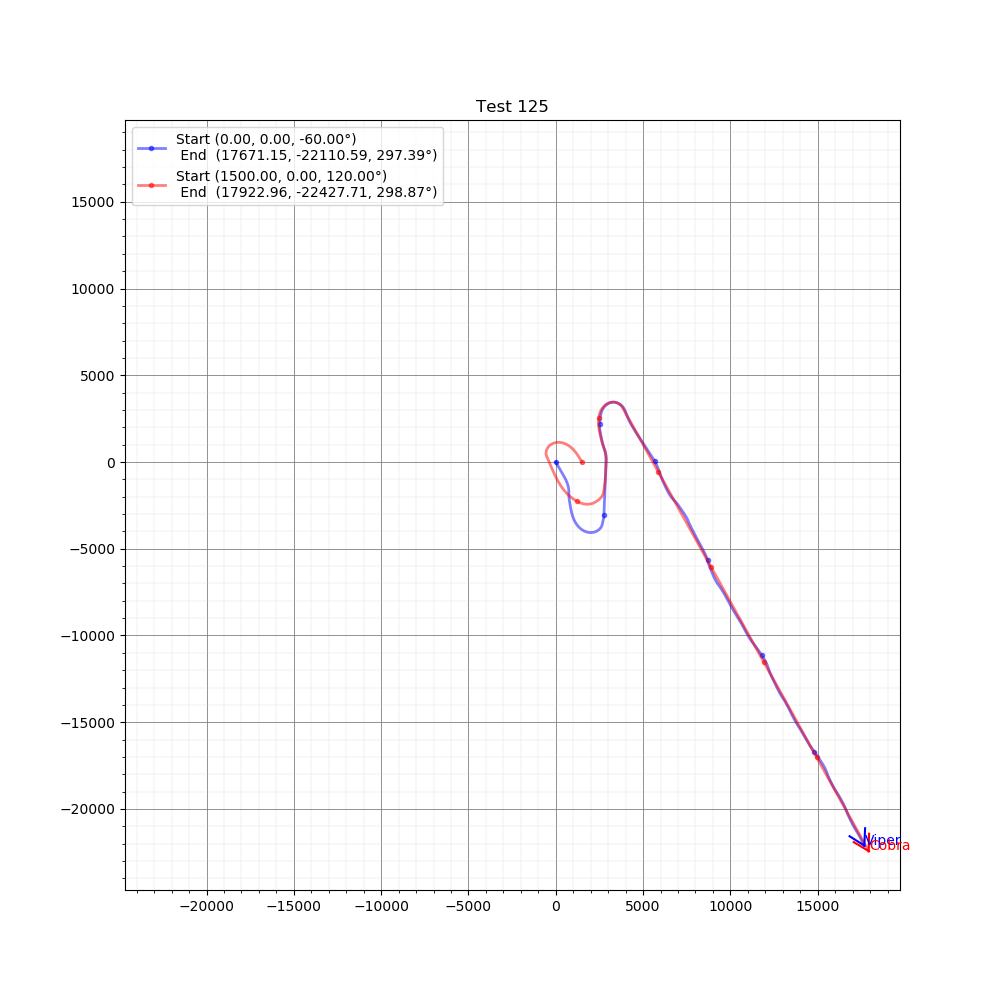 Test 125
Start (0.00, 0.00, -60.00°)
End (17671.15, -22110.59, 297.39°)
Start (1500.00, 0.00, 120.00°)
End (17922.96, -22427.71, 298.87°)
15000
10000
5000
0
−5000
−10000
−15000
−20000
Viper
Cobra
−20000 −15000 −10000 −5000 0 5000 10000 15000